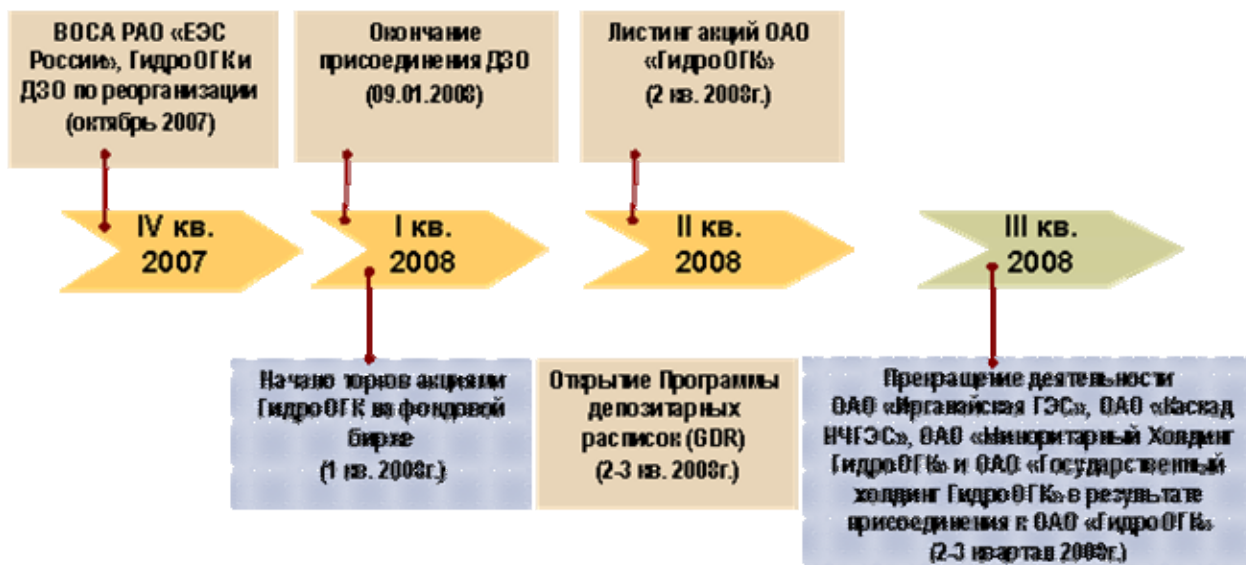 ВОСА РАО «ЕЭС
России», ГидроОГК и
ДЗО по реорганизации
(октябрь 2007)
Окончание
присоединения ДЗО
(09.01.2008)
Листинг акций ОАО
«ГидроОГК»
(2 кв. 2008г.)
IV кв.
2007
I кв.
2008
II кв.
2008
III кв.
2008
Начало торгов акциями
ГидроОГК на фондовой
бирже
(1 кв. 2008г.)
Открытие Программы
депозитарных
расписок (GDR)
(2-3 кв. 2008г.)
Прекращение деятельности
ОАО «Ирганайская ГЭС», ОАО «Каскад
НЧГЭС», ОАО «Миноритарный Холдинг
ГидроОГК» и ОАО «Государственный
холдинг ГидроОГК» в результате
присоединения к ОАО «ГидроОГК»
(2-3 квартал 2008г.)